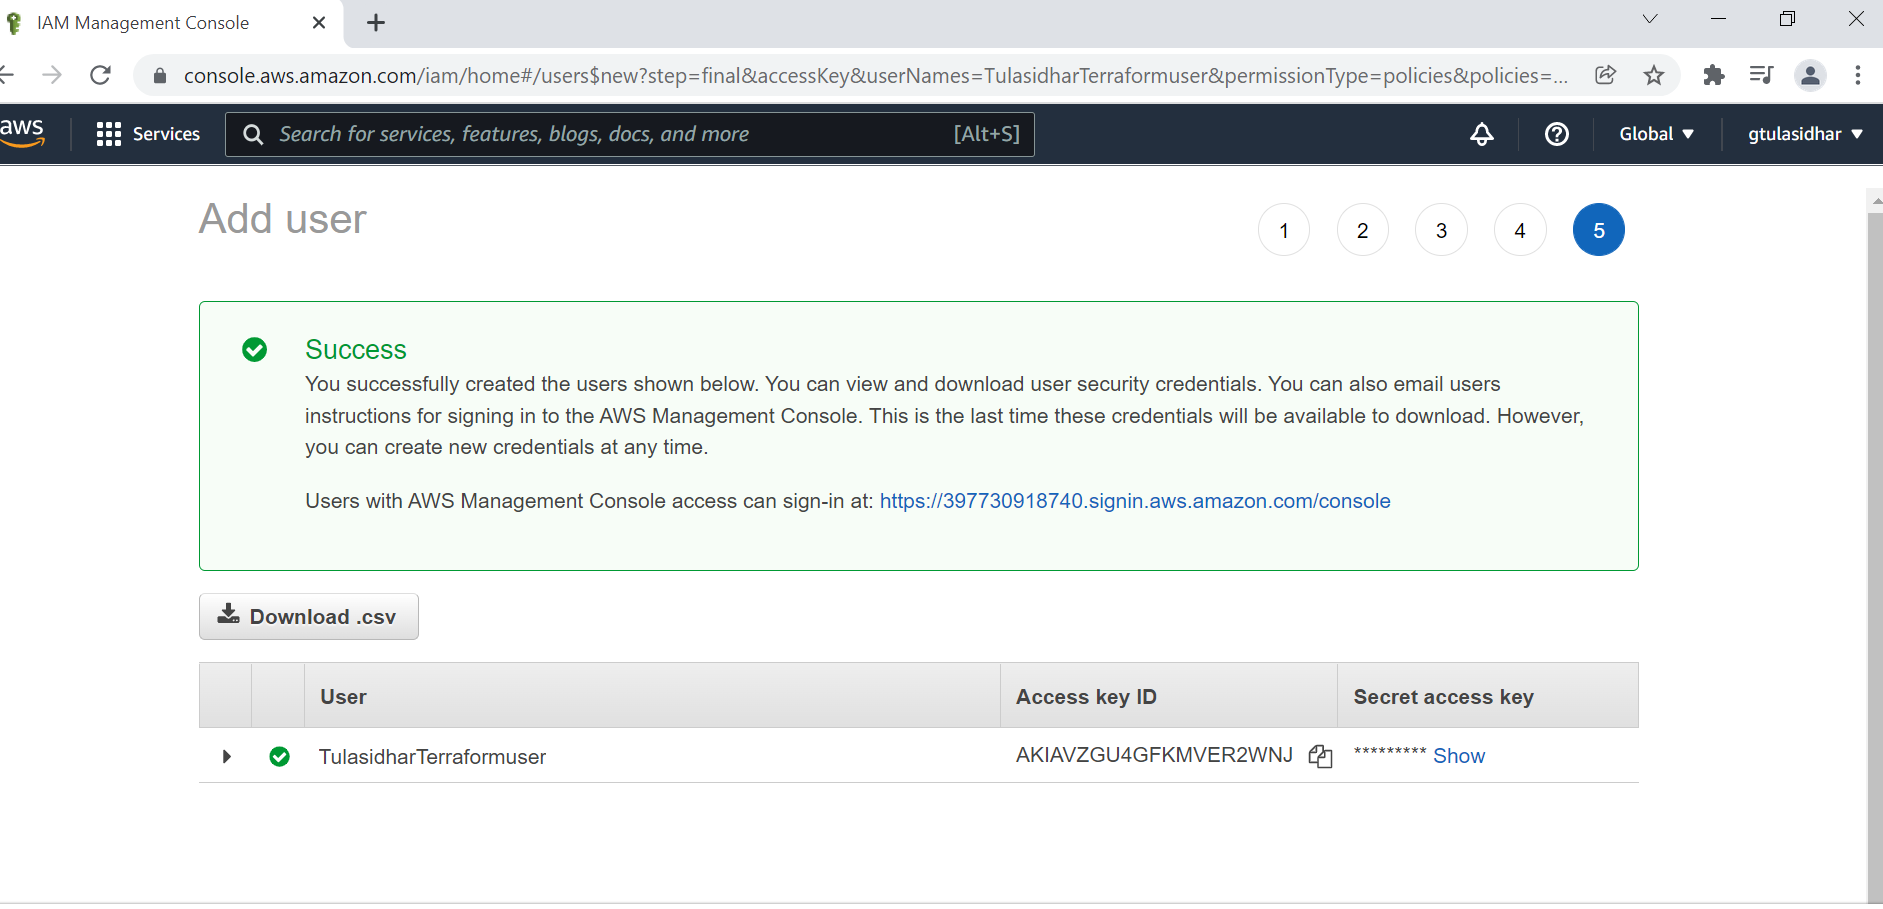 IAM Management Console
console.aws.amazon.com/iam/home#/users$new?step=final&accessKey&userNames=TulasidharTerraformuser&permissionType=policies&policies=...
aws
Services
Search for services, features, blogs, docs, and more
[Alt+S]
Global
gtulasidhar
Add user
1 2 3 4 5
Success
You successfully created the users shown below. You can view and download user security credentials. You can also email users
instructions for signing in to the AWS Management Console. This is the last time these credentials will be available to download. However,
you can create new credentials at any time.
Users with AWS Management Console access can sign-in at: https://397730918740.signin.aws.amazon.com/console
Download .csv
User Access key ID Secret access key
TulasidharTerraformuser AKIAVZGU4GFKMVER2WNJ ********* Show